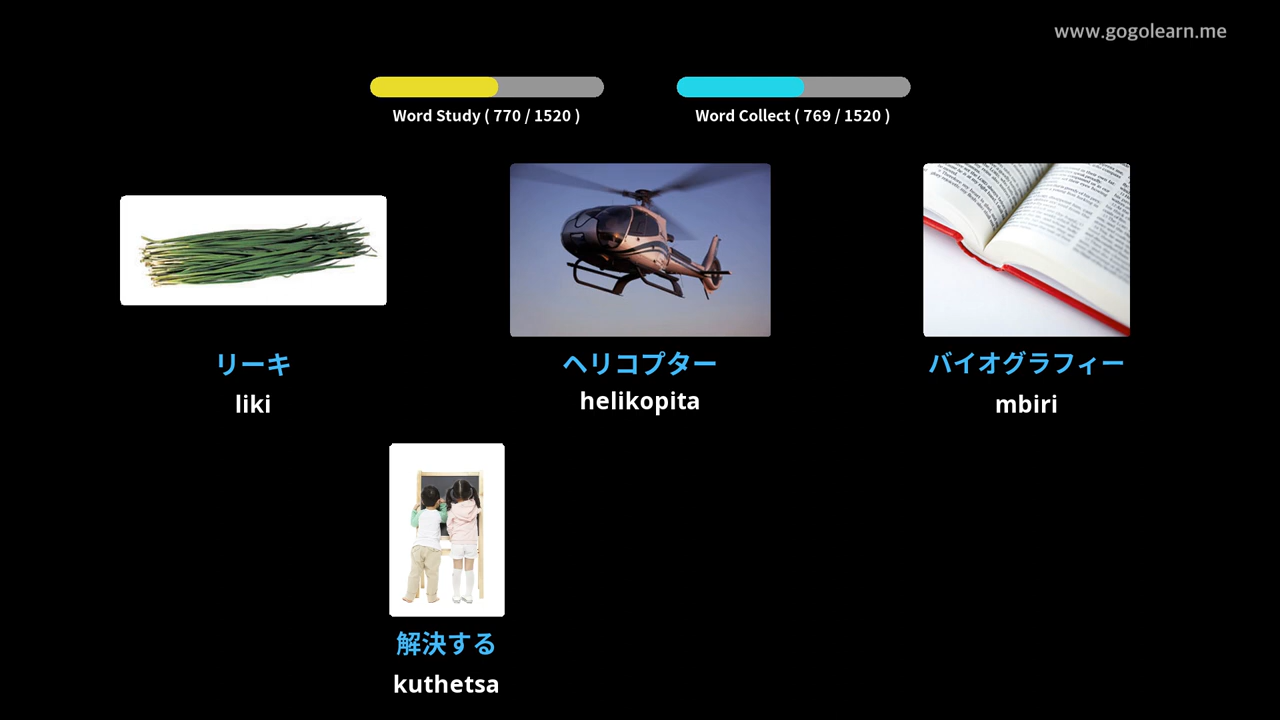 www.gogolearn.me
Word Study ( 770 / 1520 )
Word Collect ( 769 / 1520 )
リーキ
liki
ヘリコプター
helikopita
バイオグラフィー
mbiri
解決する
kuthetsa